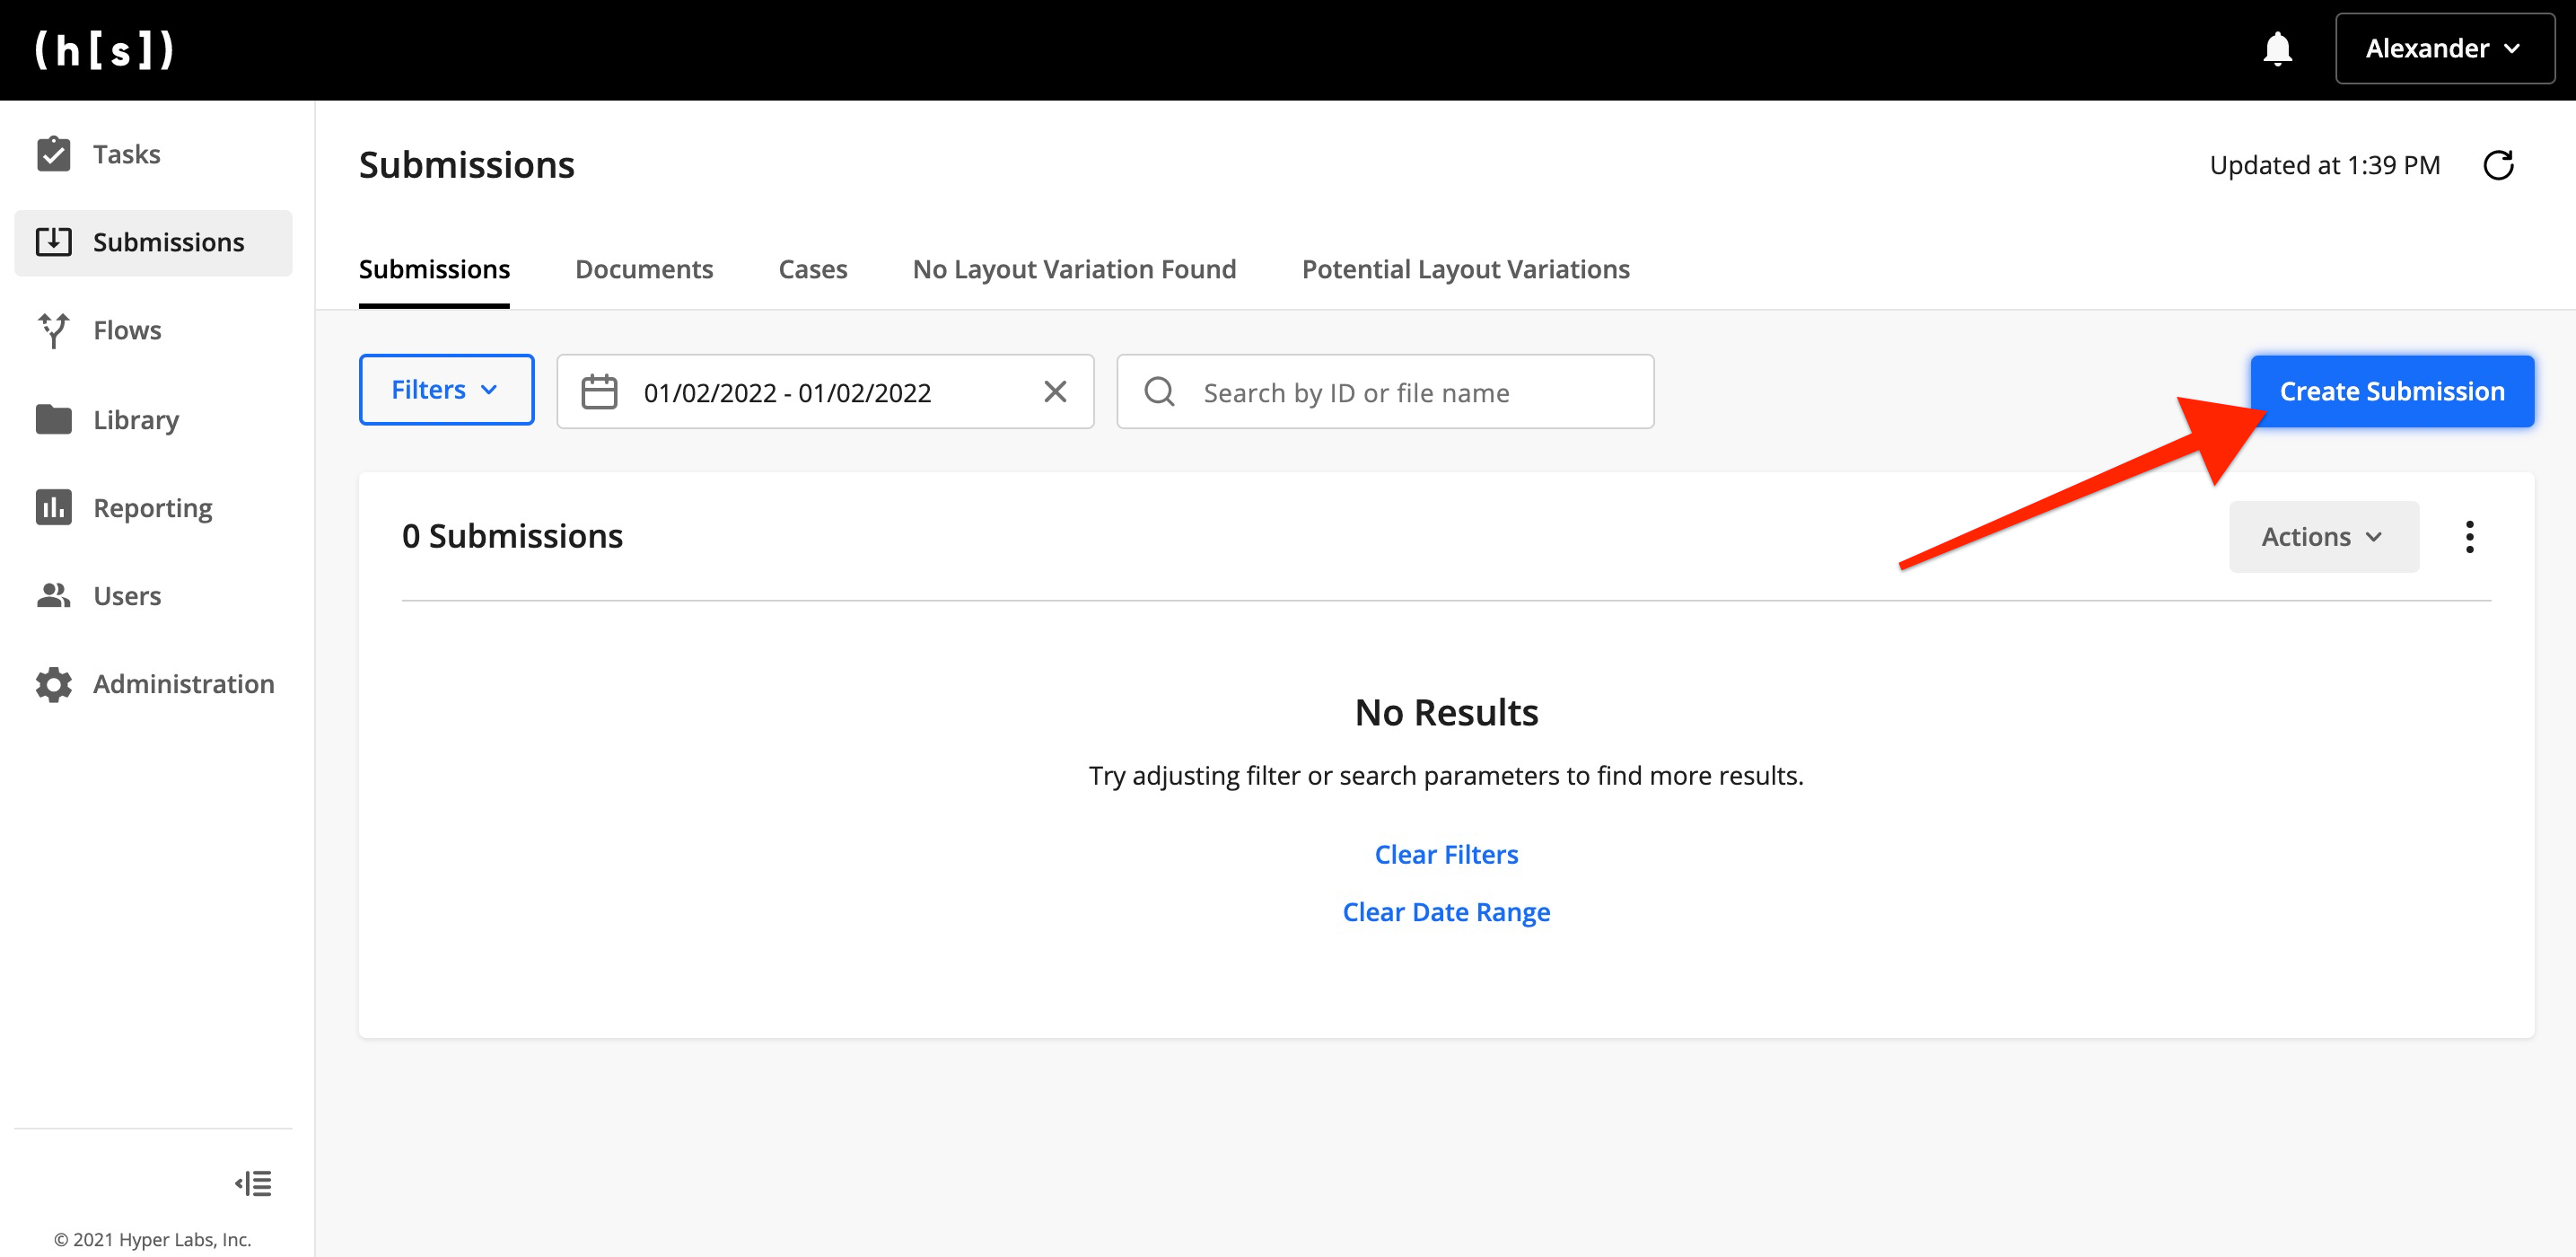 (h[s])
Alexander
Tasks
Submissions
Flows
Library
Reporting
Users
Administration
© 2021 Hyper Labs, Inc.
Submissions
Updated at 1:39 PM
Submissions Documents Cases No Layout Variation Found Potential Layout Variations
Filters 01/02/2022 - 01/02/2022 Search by ID or file name Create Submission
0 Submissions Actions
No Results
Try adjusting filter or search parameters to find more results.
Clear Filters
Clear Date Range